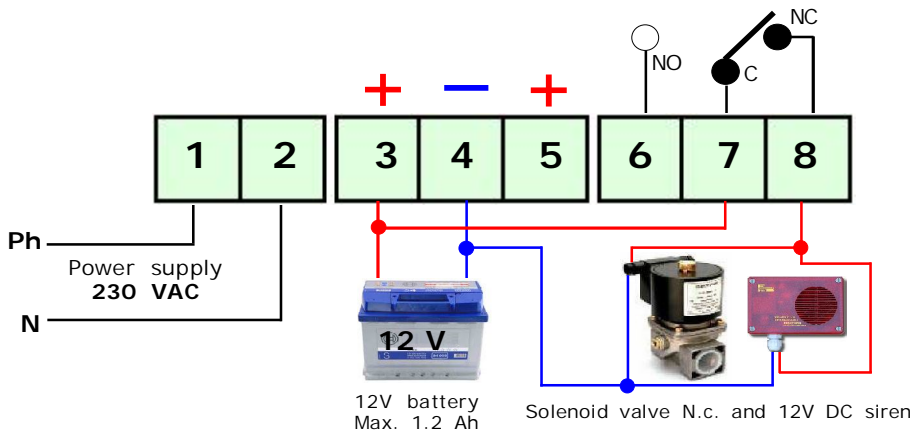 NC
NO
C
+ − +
1 2 3 4 5 6 7 8
Ph
Power supply
230 VAC
N
12 V
12V battery
Max. 1.2 Ah
Solenoid valve N.c. and 12V DC siren